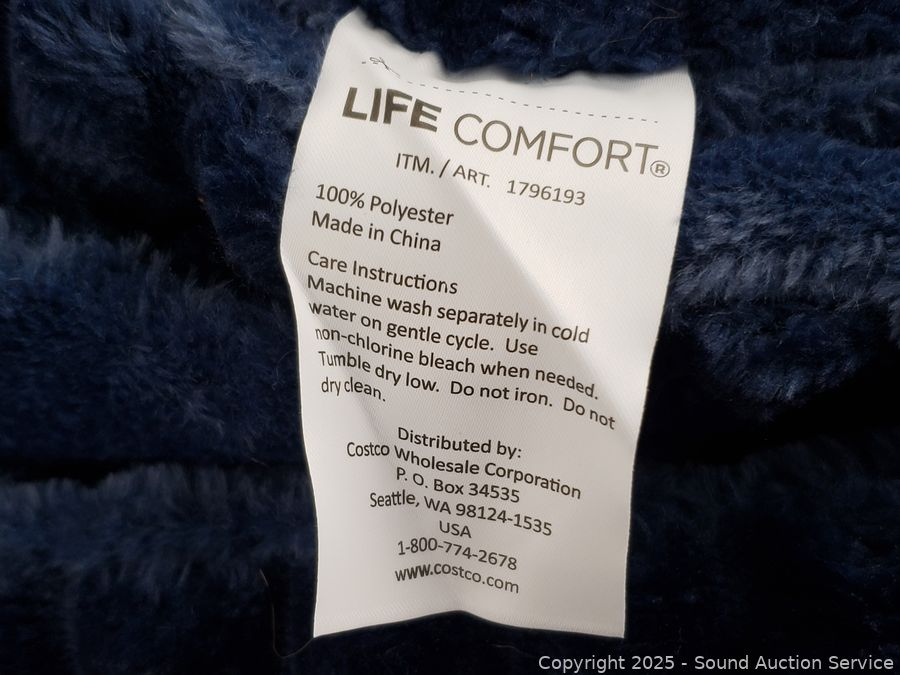 LIFE COMFORT®
ITM. / ART. 1796193
100% Polyester
Made in China
Care Instructions
Machine wash separately in cold
water on gentle cycle. Use
non-chlorine bleach when needed.
Tumble dry low. Do not iron. Do not
dry clean.
Distributed by:
Costco Wholesale Corporation
P. O. Box 34535
Seattle, WA 98124-1535
USA
1-800-774-2678
www.costco.com
Copyright 2025 - Sound Auction Service